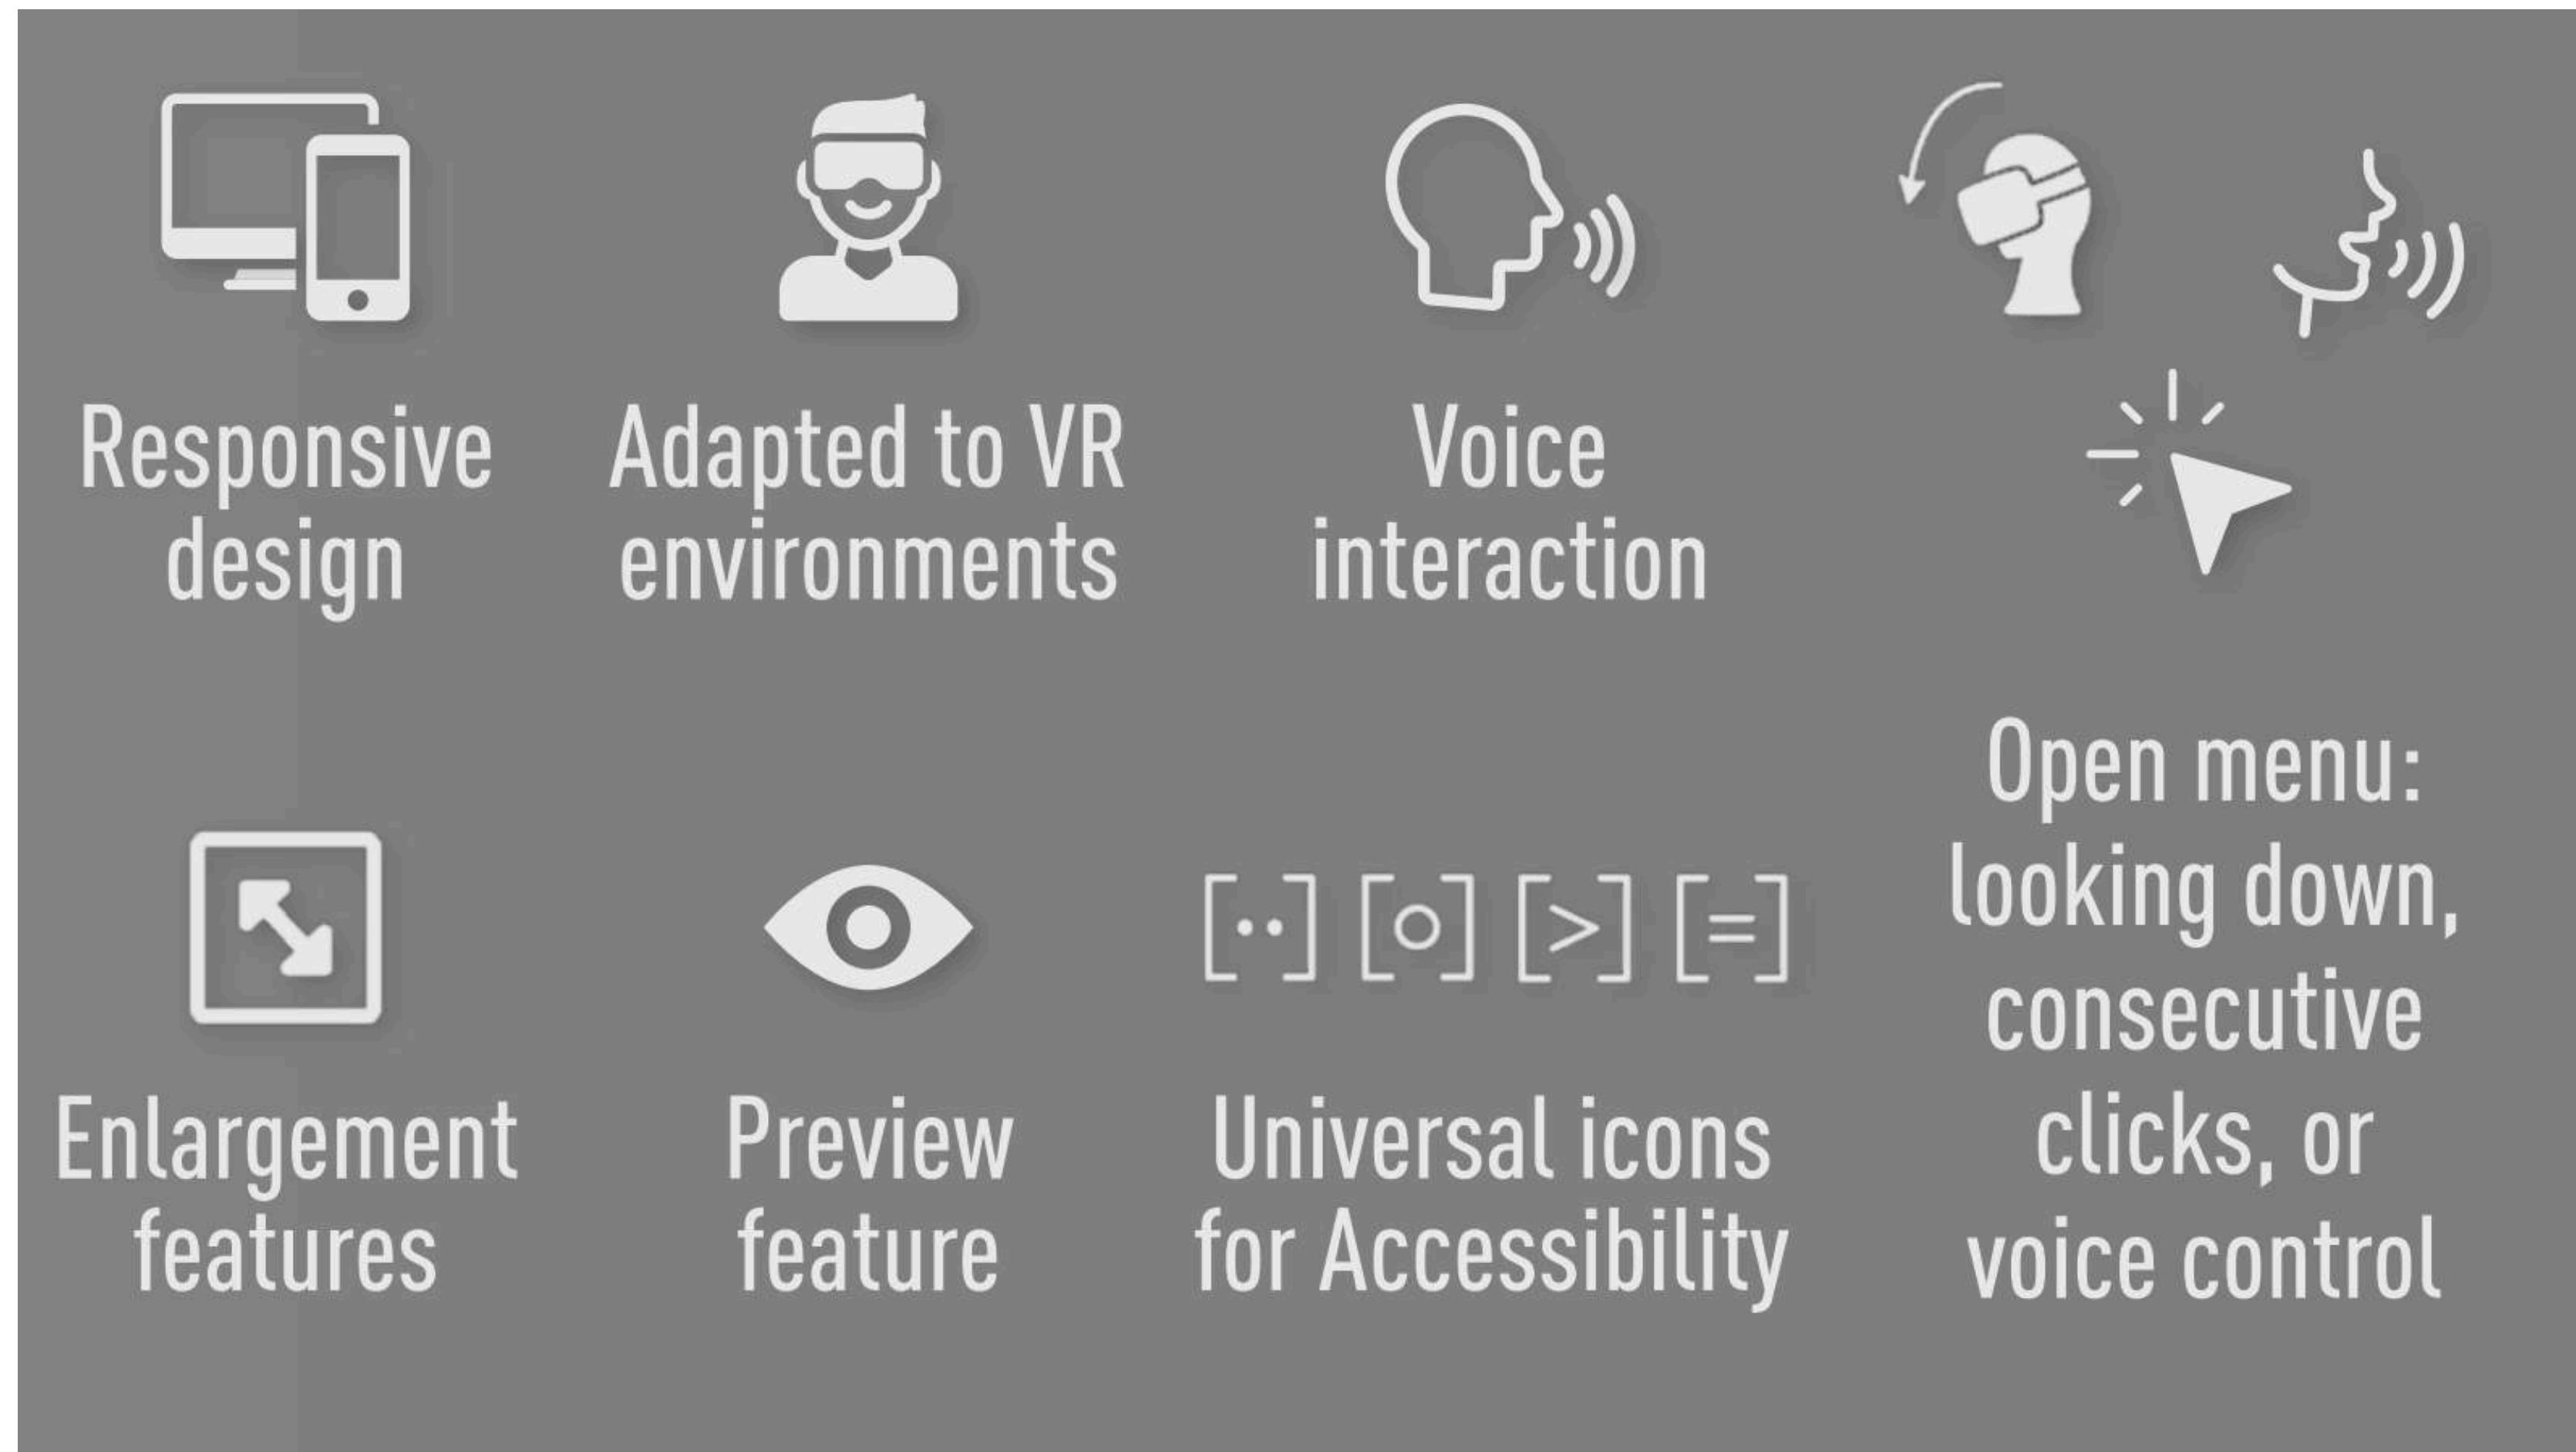 Responsive
design
Adapted to VR
environments
Voice
interaction
Enlargement
features
Preview
feature
[··] [○] [>] [=]
Universal icons
for Accessibility
Open menu:
looking down,
consecutive
clicks, or
voice control